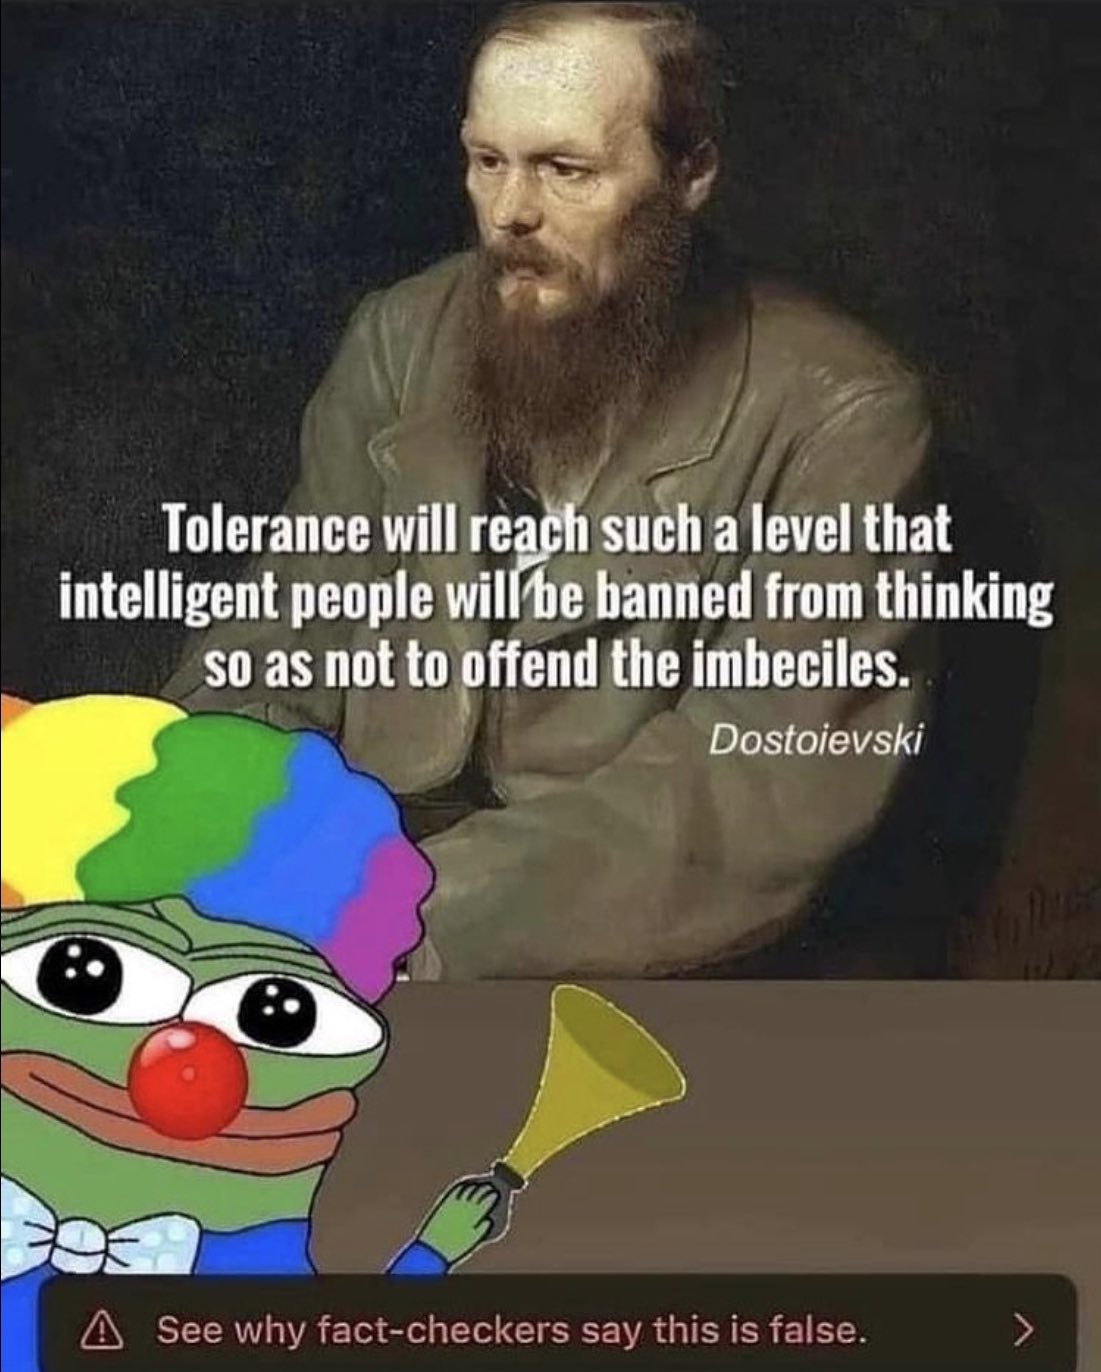 Tolerance will reach such a level that
intelligent people will be banned from thinking
so as not to offend the imbeciles.
Dostoievski
See why fact-checkers say this is false.